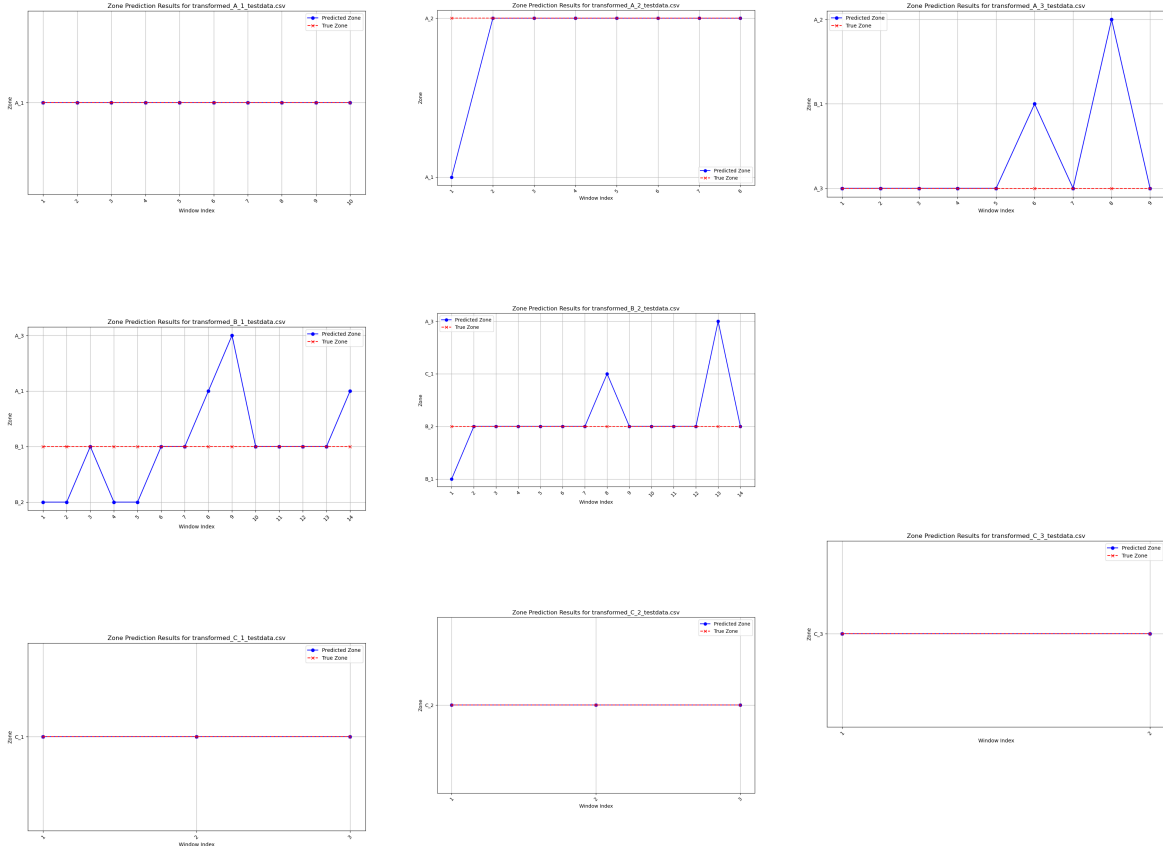 Zone Prediction Results for transformed_A_1_testdata.csv
Predicted Zone
True Zone
Zone
A_1
1 2 3 4 5 6 7 8 9 10
Window Index
Zone Prediction Results for transformed_A_2_testdata.csv
A_2
Zone
A_1
Predicted Zone
True Zone
1 2 3 4 5 6 7 8
Window Index
Zone Prediction Results for transformed_A_3_testdata.csv
A_2
Predicted Zone
True Zone
Zone
B_1
A_3
1 2 3 4 5 6 7 8 9
Window Index
Zone Prediction Results for transformed_B_1_testdata.csv
A_3
Predicted Zone
True Zone
A_1
Zone
B_1
B_2
1 2 3 4 5 6 7 8 9 10 11 12 13 14
Window Index
Zone Prediction Results for transformed_B_2_testdata.csv
A_3
Predicted Zone
True Zone
C_1
Zone
B_2
B_1
1 2 3 4 5 6 7 8 9 10 11 12 13 14
Window Index
Zone Prediction Results for transformed_C_1_testdata.csv
Predicted Zone
True Zone
Zone
C_1
1 2 3
Window Index
Zone Prediction Results for transformed_C_2_testdata.csv
Predicted Zone
True Zone
Zone
C_2
1 2 3
Window Index
Zone Prediction Results for transformed_C_3_testdata.csv
Predicted Zone
True Zone
Zone
C_3
1 2
Window Index